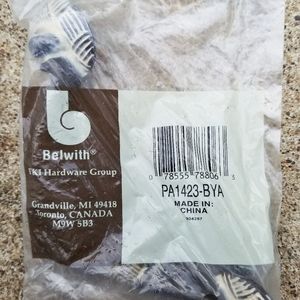 Belwith®
Hardware Group
Grandville, MI 49418
Toronto, CANADA
M9W 5B3
0 78555 78806 3
PA1423-BYA
MADE IN:
CHINA